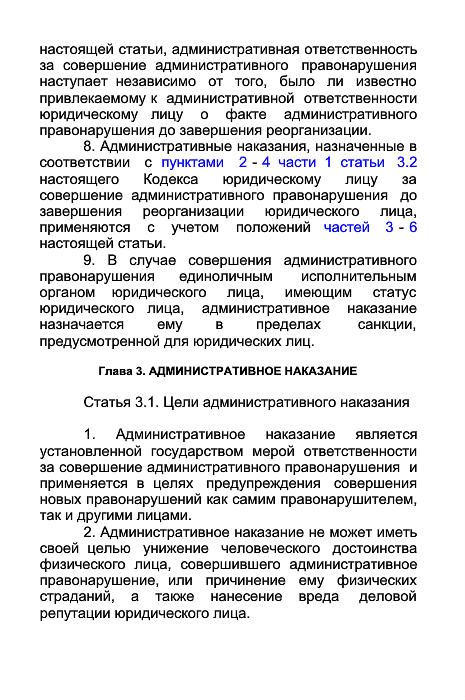 настоящей статьи, административная ответственность
за совершение административного правонарушения
наступает независимо от того, было ли известно
привлекаемому к административной ответственности
юридическому лицу о факте административного
правонарушения до завершения реорганизации.
8. Административные наказания, назначенные в
соответствии с пунктами 2 - 4 части 1 статьи 3.2
настоящего Кодекса юридическому лицу за
совершение административного правонарушения до
завершения реорганизации юридического лица,
применяются с учетом положений частей 3 - 6
настоящей статьи.
9. В случае совершения административного
правонарушения единоличным исполнительным
органом юридического лица, имеющим статус
юридического лица, административное наказание
назначается ему в пределах санкции,
предусмотренной для юридических лиц.
Глава 3. АДМИНИСТРАТИВНОЕ НАКАЗАНИЕ
Статья 3.1. Цели административного наказания
1. Административное наказание является
установленной государством мерой ответственности
за совершение административного правонарушения и
применяется в целях предупреждения совершения
новых правонарушений как самим правонарушителем,
так и другими лицами.
2. Административное наказание не может иметь
своей целью унижение человеческого достоинства
физического лица, совершившего административное
правонарушение, или причинение ему физических
страданий, а также нанесение вреда деловой
репутации юридического лица.